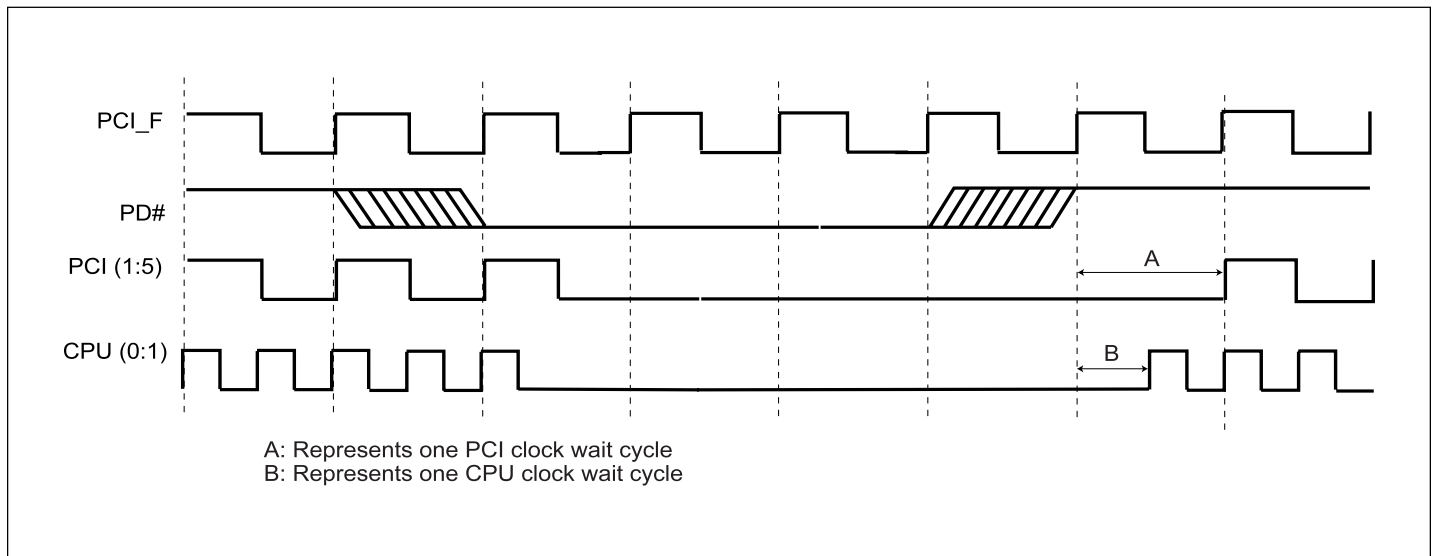 PCI_F
PD#
PCI (1:5)
A
CPU (0:1)
B
A: Represents one PCI clock wait cycle
B: Represents one CPU clock wait cycle